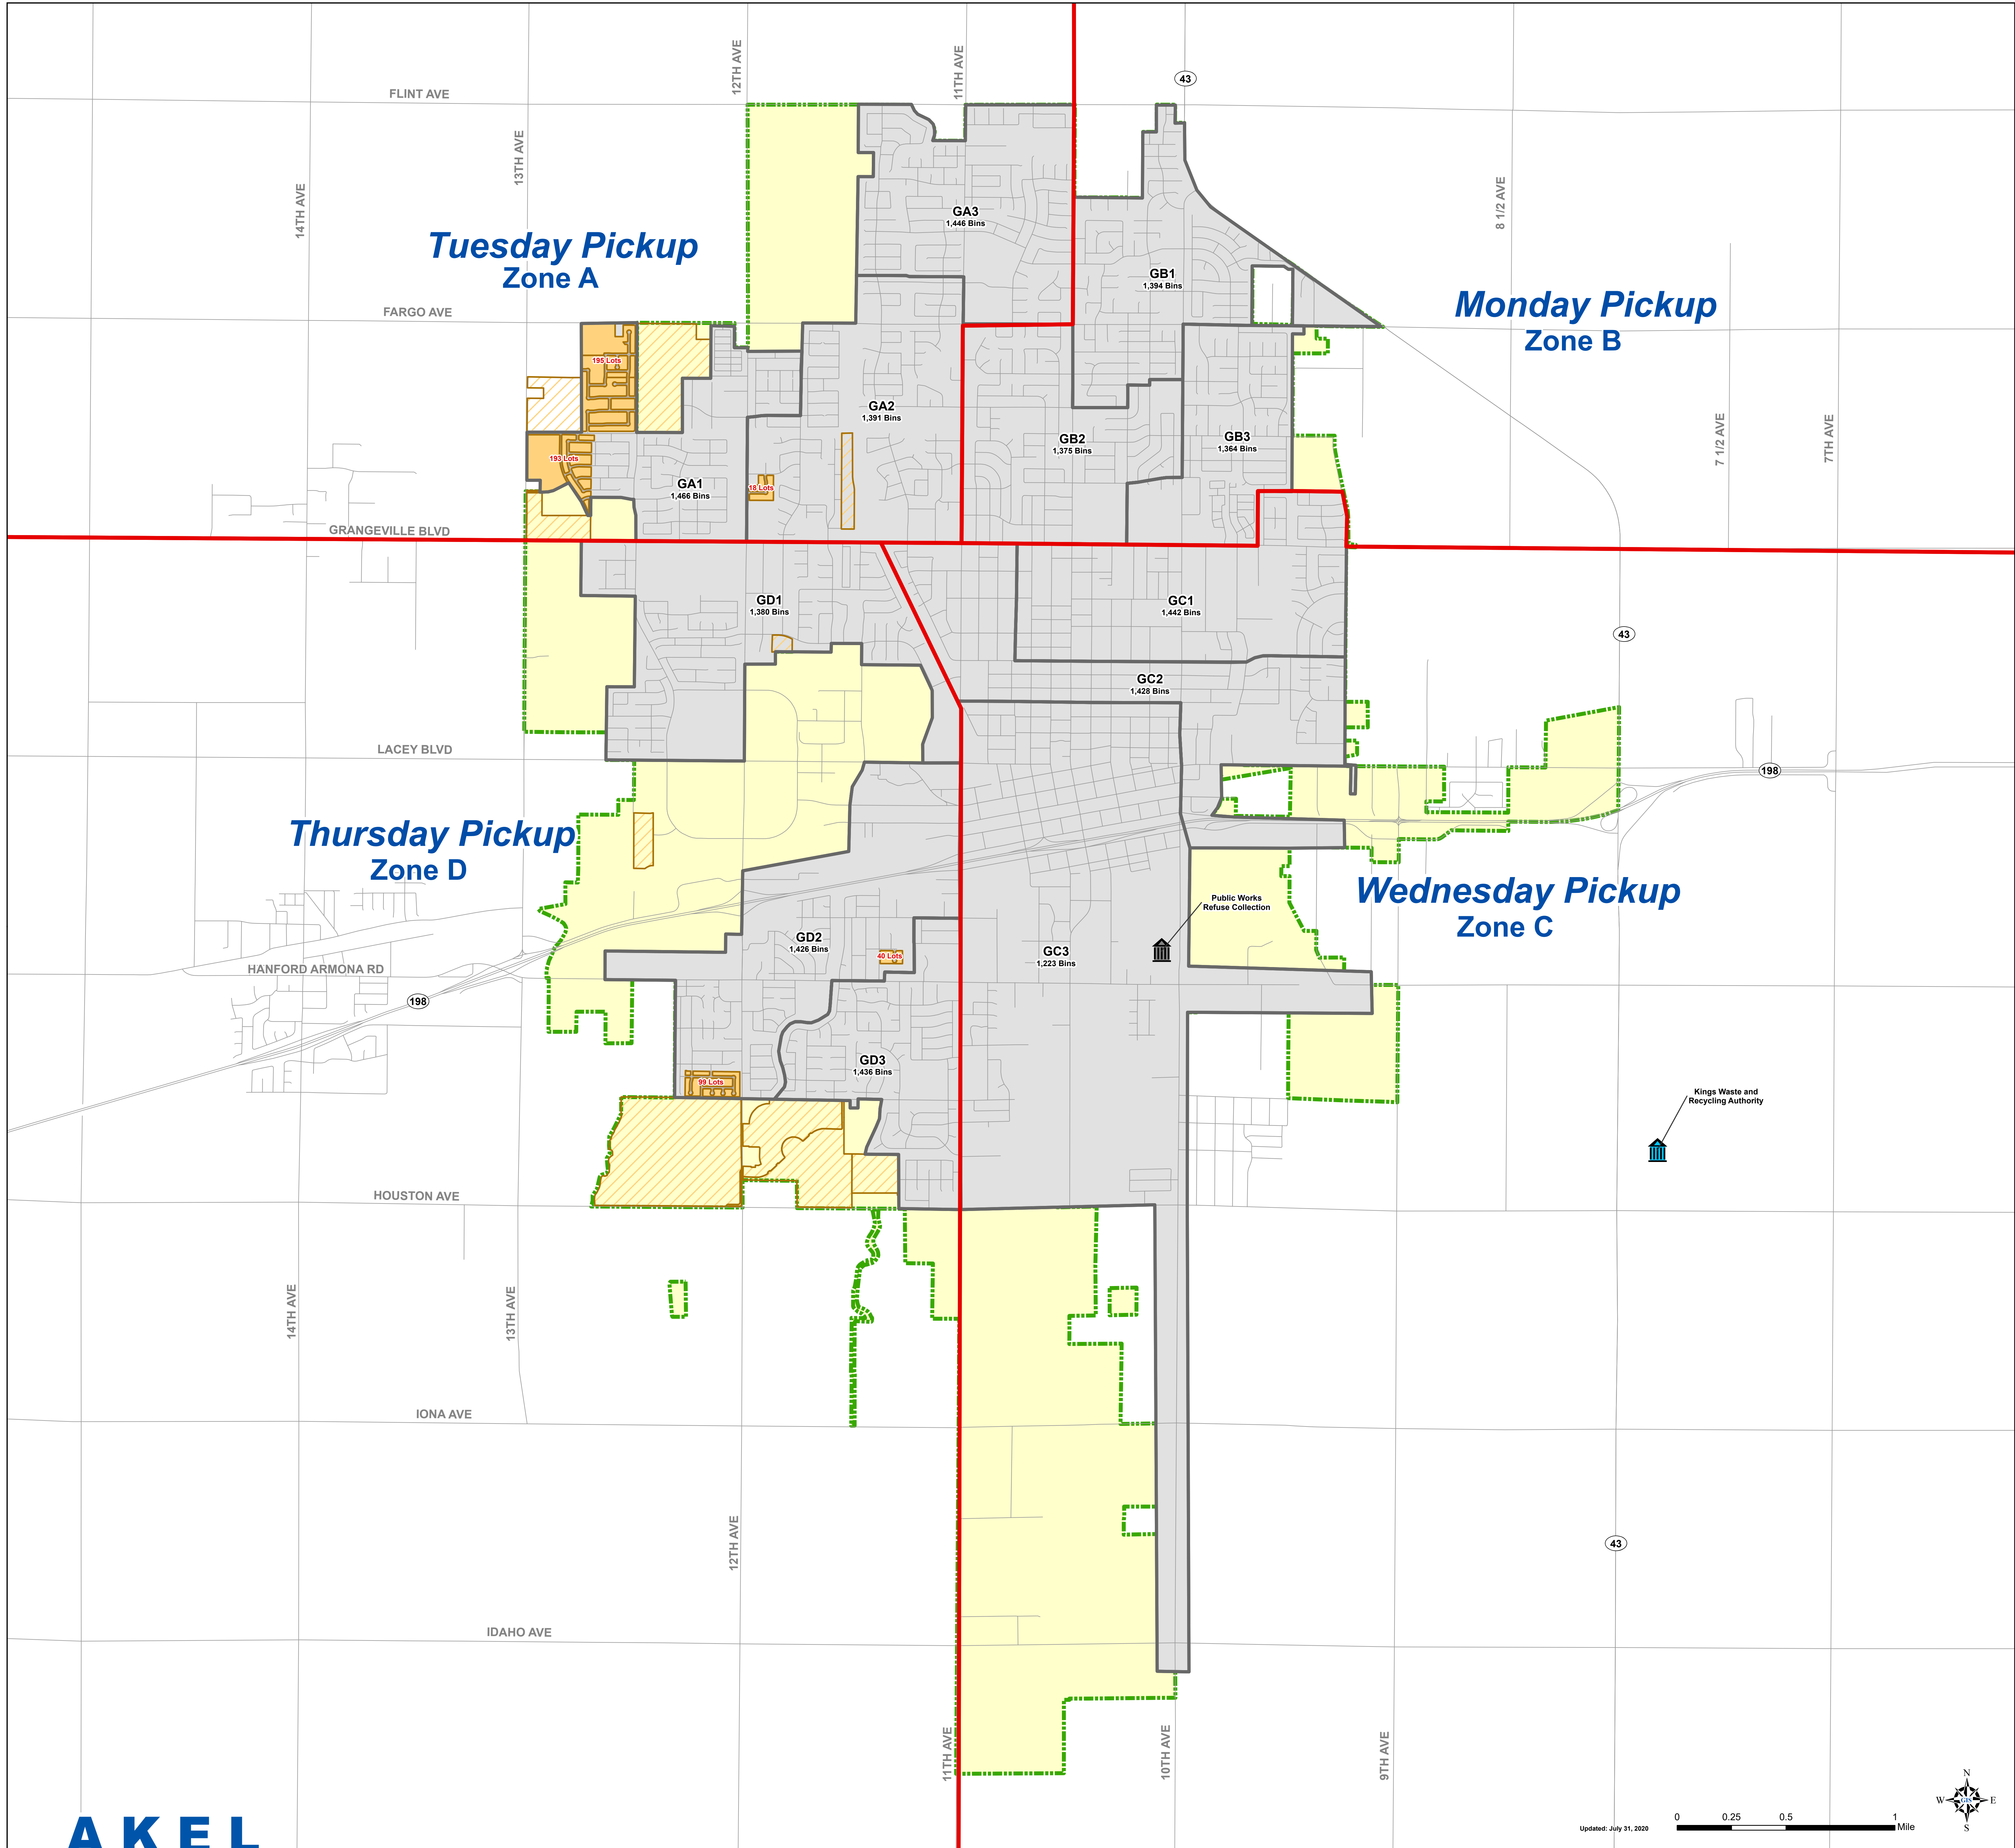 12TH AVE
11TH AVE
43
FLINT AVE
13TH AVE
14TH AVE
8 1/2 AVE
GA3
1,446 Bins
Tuesday Pickup
Zone A
GB1
1,394 Bins
Monday Pickup
Zone B
FARGO AVE
195 Lots
GA2
1,391 Bins
7 1/2 AVE
7TH AVE
GB2
1,375 Bins
GB3
1,364 Bins
193 Lots
GA1
1,466 Bins
18 Lots
GRANGEVILLE BLVD
GD1
1,380 Bins
GC1
1,442 Bins
43
GC2
1,428 Bins
LACEY BLVD
198
Thursday Pickup
Zone D
Wednesday Pickup
Zone C
Public Works
Refuse Collection
GD2
1,426 Bins
40 Lots
GC3
1,223 Bins
HANFORD ARMONA RD
198
GD3
1,436 Bins
99 Lots
Kings Waste and
Recycling Authority
HOUSTON AVE
14TH AVE
13TH AVE
IONA AVE
12TH AVE
43
IDAHO AVE
11TH AVE
10TH AVE
9TH AVE
N
W
GIS
E
S
0
0.25
0.5
1
Mile
Updated: July 31, 2020
AKEL